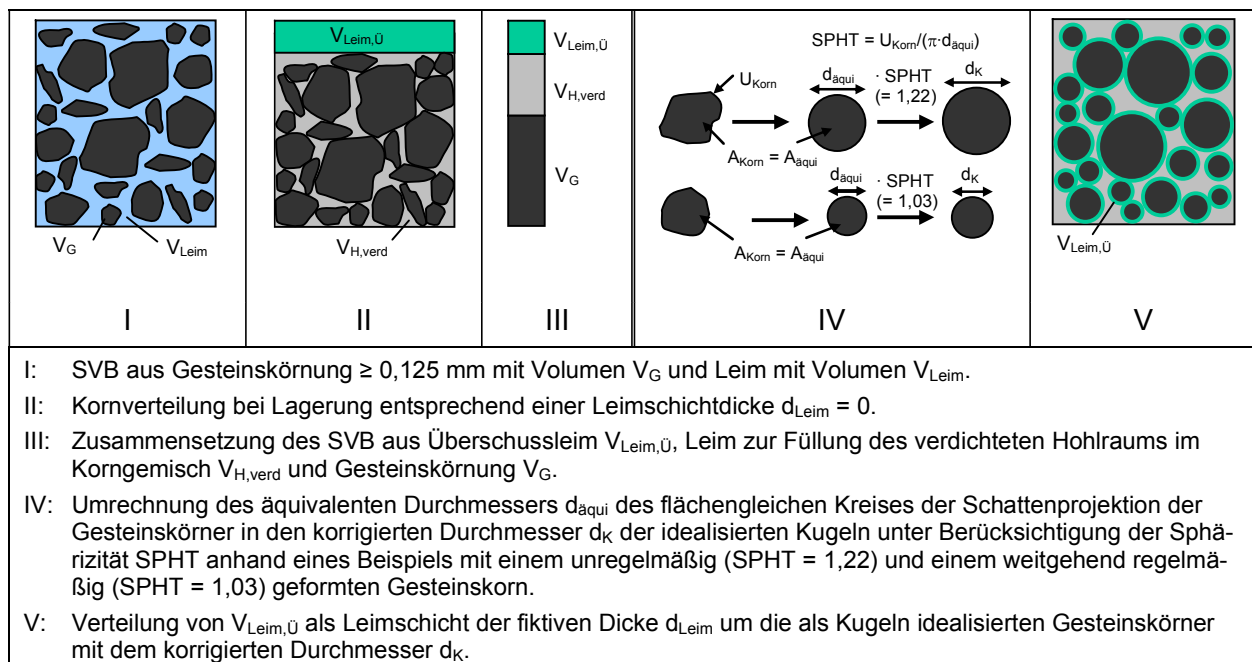 V_G
V_Leim
I
V_Leim,Ü
V_H,verd
II
V_Leim,Ü
V_H,verd
V_G
III
SPHT = U_Korn/(π·d_äqui)
U_Korn
d_äqui
· SPHT
(= 1,22)
d_K
A_Korn = A_äqui
d_äqui
· SPHT
(= 1,03)
d_K
A_Korn = A_äqui
IV
V_Leim,Ü
V
I: SVB aus Gesteinskörnung ≥ 0,125 mm mit Volumen V_G und Leim mit Volumen V_Leim.
II: Kornverteilung bei Lagerung entsprechend einer Leimschichtdicke d_Leim = 0.
III: Zusammensetzung des SVB aus Überschussleim V_Leim,Ü, Leim zur Füllung des verdichteten Hohlraums im
Korngemisch V_H,verd und Gesteinskörnung V_G.
IV: Umrechnung des äquivalenten Durchmessers d_äqui des flächengleichen Kreises der Schattenprojektion der
Gesteinskörner in den korrigierten Durchmesser d_K der idealisierten Kugeln unter Berücksichtigung der Sphä-
rizität SPHT anhand eines Beispiels mit einem unregelmäßig (SPHT = 1,22) und einem weitgehend regelmä-
ßig (SPHT = 1,03) geformten Gesteinskorn.
V: Verteilung von V_Leim,Ü als Leimschicht der fiktiven Dicke d_Leim um die als Kugeln idealisierten Gesteinskörner
mit dem korrigierten Durchmesser d_K.